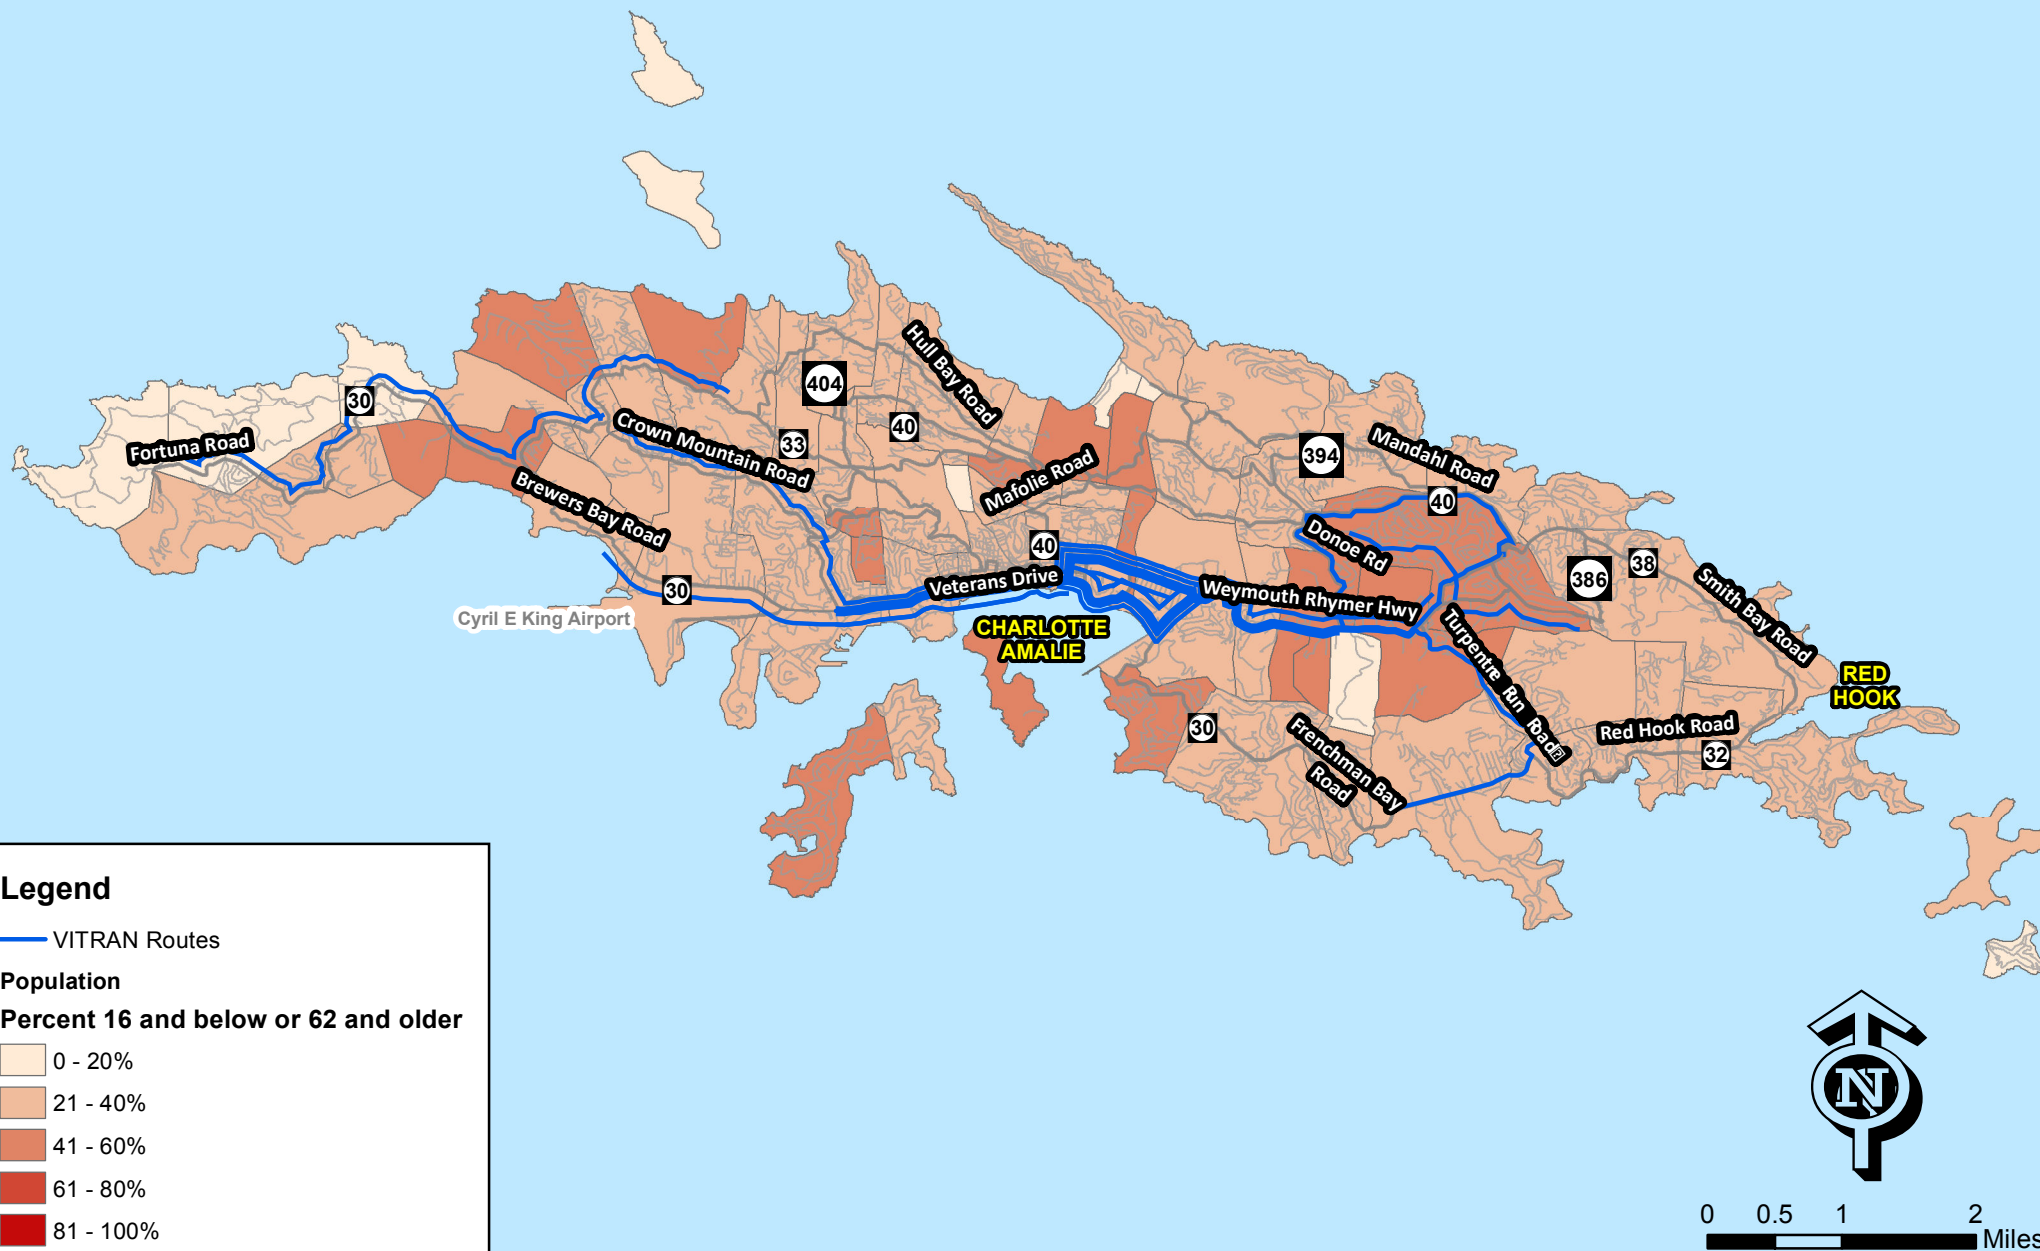 Hull Bay Road
404
30
40
Fortuna Road
Crown Mountain Road
33
Mafolie Road
394
Mandahl Road
40
Brewers Bay Road
Donoe Rd
40
386
38
Smith Bay Road
Veterans Drive
Weymouth Rhymer Hwy
30
Cyril E King Airport
CHARLOTTE
AMALIE
Turpentine Run Road
RED
HOOK
30
Frenchman Bay
Road
Red Hook Road
32
Legend
VITRAN Routes
Population
Percent 16 and below or 62 and older
0 - 20%
21 - 40%
41 - 60%
61 - 80%
81 - 100%
N
0 0.5 1 2
Miles